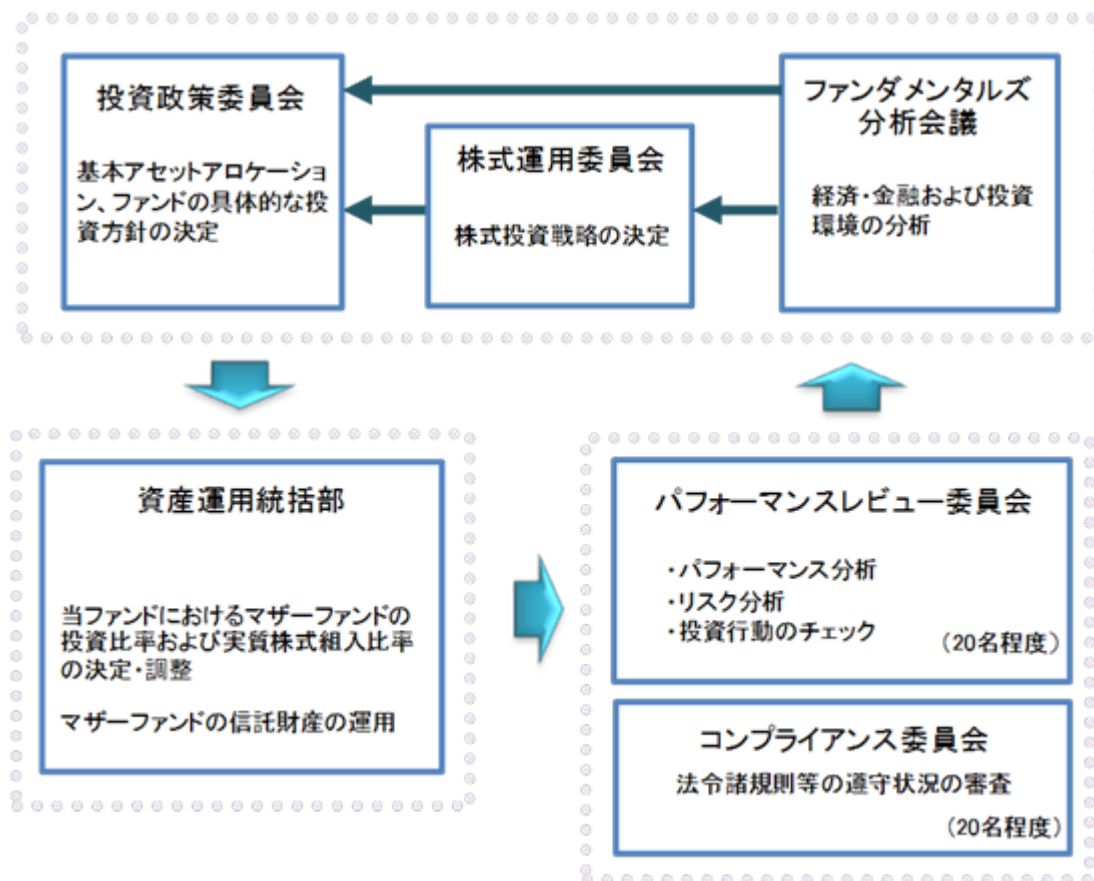 投資政策委員会
基本アセットアロケーショ
ン、ファンドの具体的な投
資方針の決定
株式運用委員会
株式投資戦略の決定
ファンダメンタルズ
分析会議
経済・金融および投資
環境の分析
資産運用統括部
当ファンドにおけるマザーファンドの
投資比率および実質株式組入比率
の決定・調整
マザーファンドの信託財産の運用
パフォーマンスレビュー委員会
・パフォーマンス分析
・リスク分析
・投資行動のチェック
（20名程度）
コンプライアンス委員会
法令諸規則等の遵守状況の審査
（20名程度）